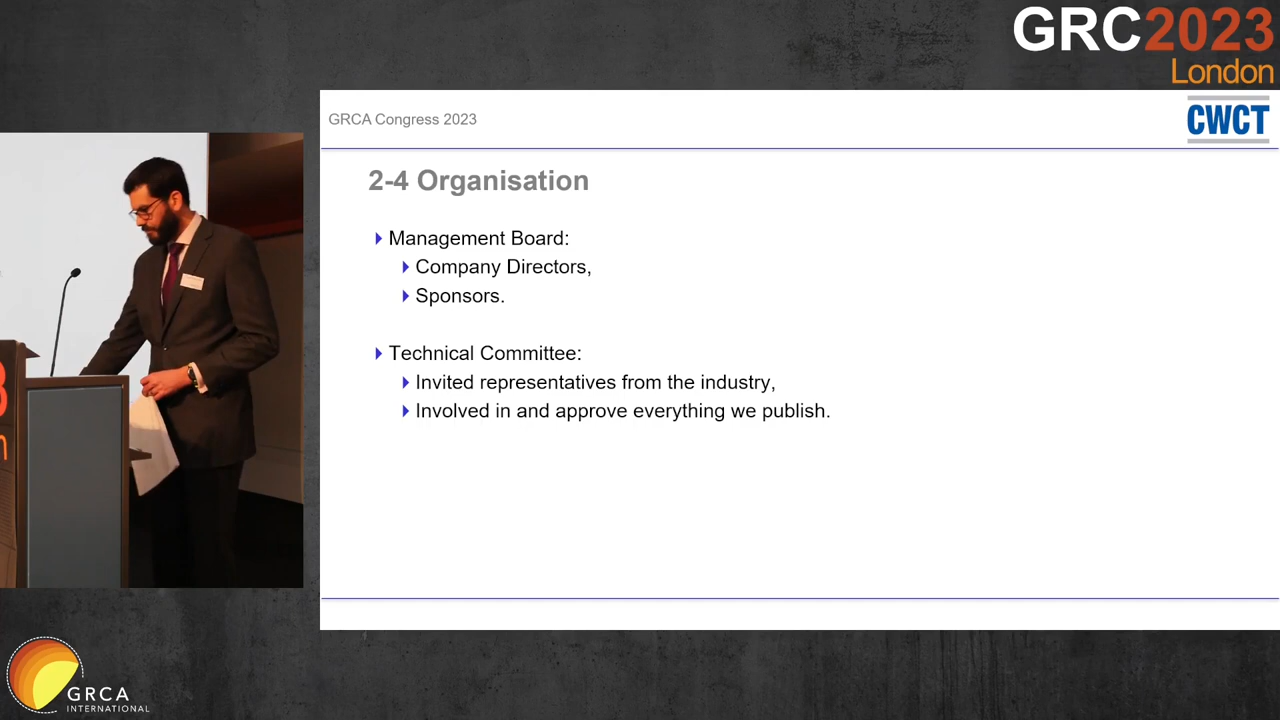 GRC2023
London
GRCA Congress 2023
CWCT
2-4 Organisation
Management Board:
Company Directors,
Sponsors.
Technical Committee:
Invited representatives from the industry,
Involved in and approve everything we publish.
GRCA
INTERNATIONAL